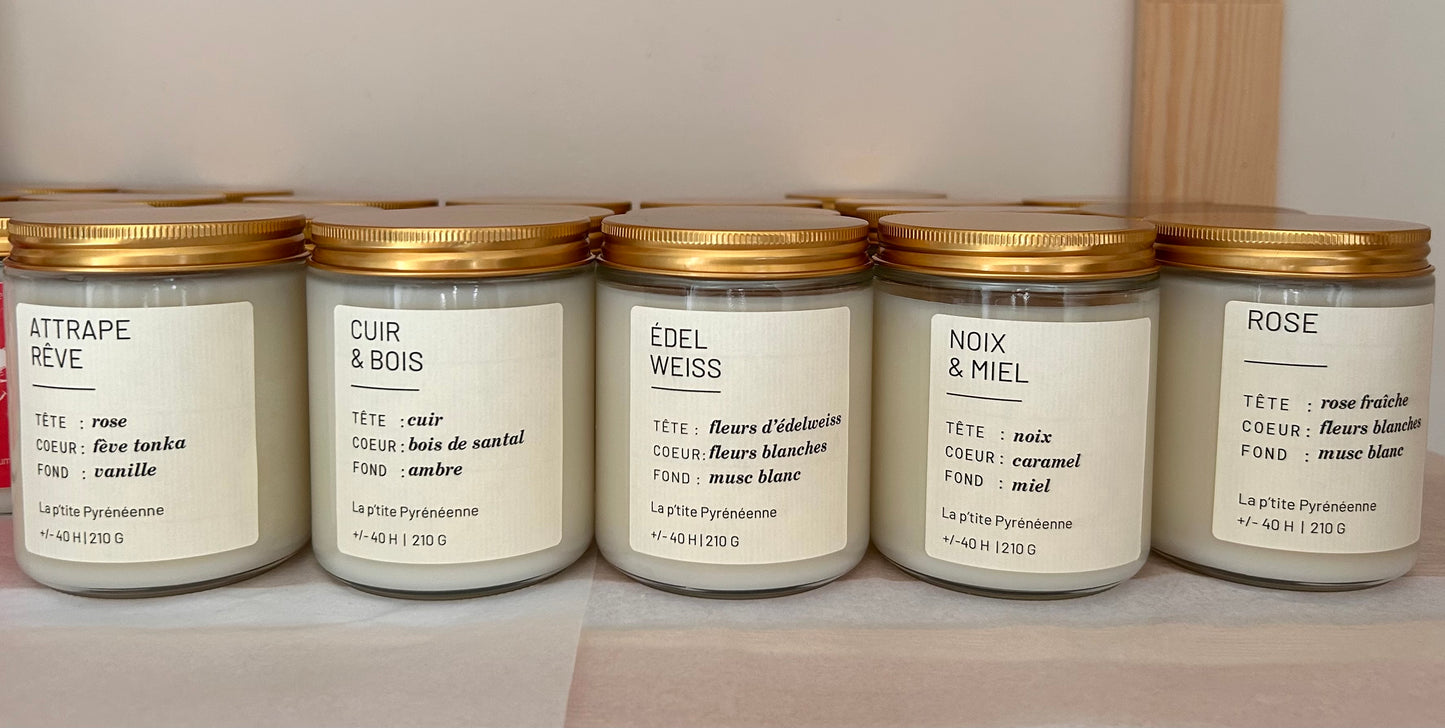 ATTRAPE
RÊVE
TÊTE : rose
COEUR: fève tonka
FOND : vanille
La p'tite Pyrénéenne
+/- 40 H | 210 G
CUIR
& BOIS
TÊTE : cuir
COEUR: bois de santal
FOND : ambre
La p'tite Pyrénéenne
+/- 40 H | 210 G
ÉDEL
WEISS
TÊTE : fleurs d'édelweiss
COEUR: fleurs blanches
FOND : musc blanc
La p'tite Pyrénéenne
+/- 40 H | 210 G
NOIX
& MIEL
TÊTE : noix
COEUR : caramel
FOND : miel
La p'tite Pyrénéenne
+/-40 H | 210 G
ROSE
TÊTE : rose fraîche
COEUR : fleurs blanches
FOND : musc blanc
La p'tite Pyrénéenne
+/- 40 H | 210 G